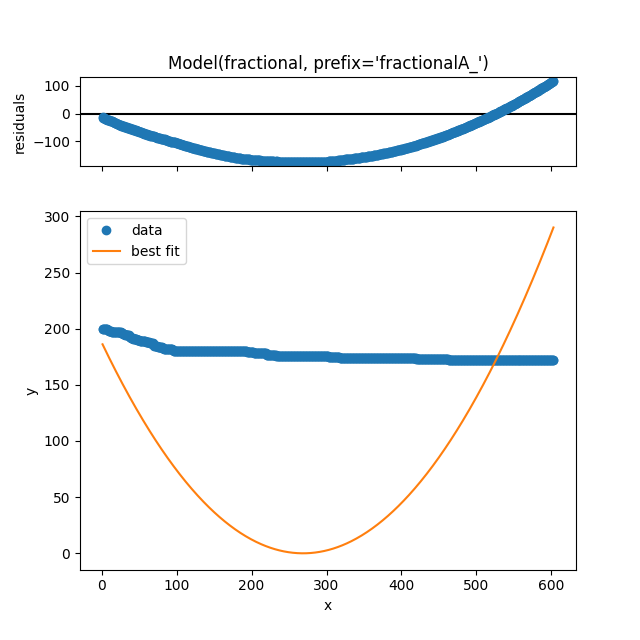 Model(fractional, prefix='fractionalA_')
residuals
100
0
−100
300
250
200
150
100
50
0
y
data
best fit
0 100 200 300 400 500 600
x